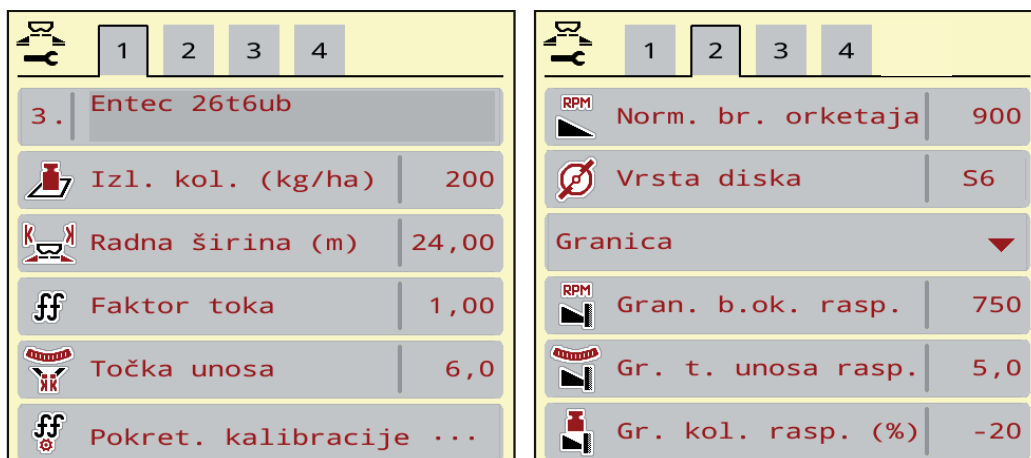 1 2 3 4
3. Entec 26t6ub
Izl. kol. (kg/ha) 200
Radna širina (m) 24,00
Faktor toka 1,00
Točka unosa 6,0
Pokret. kalibracije ...
1 2 3 4
RPM Norm. br. orketaja 900
Vrsta diska S6
Granica
RPM Gran. b.ok. rasp. 750
Gr. t. unosa rasp. 5,0
Gr. kol. rasp. (%) -20